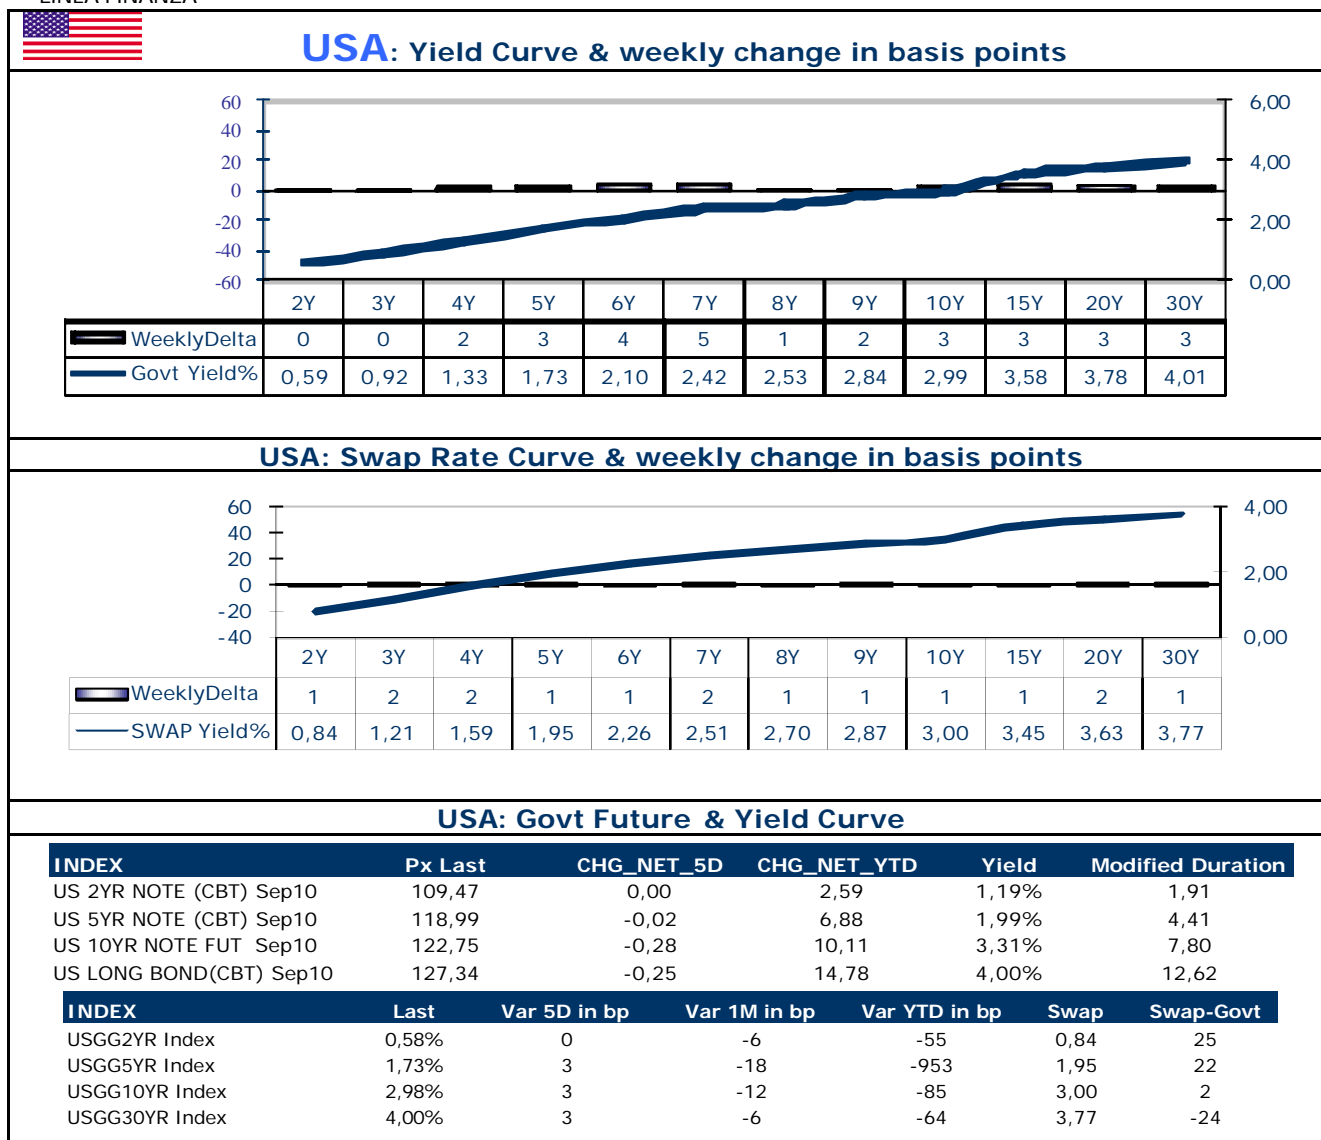 LINEA FINANZA
USA: Yield Curve & weekly change in basis points
60 6,00
40
20 4,00
0
-20 2,00
-40
-60 0,00
2Y 3Y 4Y 5Y 6Y 7Y 8Y 9Y 10Y 15Y 20Y 30Y
WeeklyDelta 0 0 2 3 4 5 1 2 3 3 3 3
Govt Yield% 0,59 0,92 1,33 1,73 2,10 2,42 2,53 2,84 2,99 3,58 3,78 4,01
USA: Swap Rate Curve & weekly change in basis points
60 4,00
40
20
0 2,00
-20
-40 0,00
2Y 3Y 4Y 5Y 6Y 7Y 8Y 9Y 10Y 15Y 20Y 30Y
WeeklyDelta 1 2 2 1 1 2 1 1 1 1 2 1
SWAP Yield% 0,84 1,21 1,59 1,95 2,26 2,51 2,70 2,87 3,00 3,45 3,63 3,77
USA: Govt Future & Yield Curve
INDEX Px Last CHG_NET_5D CHG_NET_YTD Yield Modified Duration
US 2YR NOTE (CBT) Sep10 109,47 0,00 2,59 1,19% 1,91
US 5YR NOTE (CBT) Sep10 118,99 -0,02 6,88 1,99% 4,41
US 10YR NOTE FUT Sep10 122,75 -0,28 10,11 3,31% 7,80
US LONG BOND(CBT) Sep10 127,34 -0,25 14,78 4,00% 12,62
INDEX Last Var 5D in bp Var 1M in bp Var YTD in bp Swap Swap-Govt
USGG2YR Index 0,58% 0 -6 -55 0,84 25
USGG5YR Index 1,73% 3 -18 -953 1,95 22
USGG10YR Index 2,98% 3 -12 -85 3,00 2
USGG30YR Index 4,00% 3 -6 -64 3,77 -24